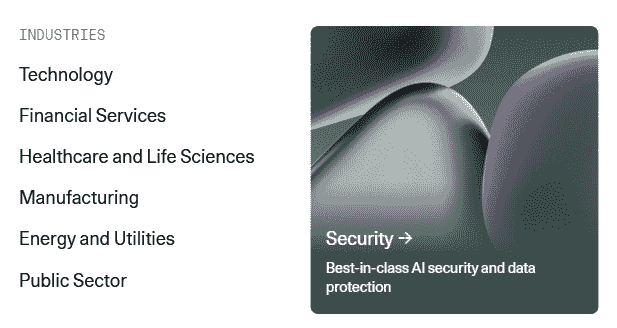 INDUSTRIES
Technology
Financial Services
Healthcare and Life Sciences
Manufacturing
Energy and Utilities
Public Sector
Security →
Best-in-class AI security and data
protection